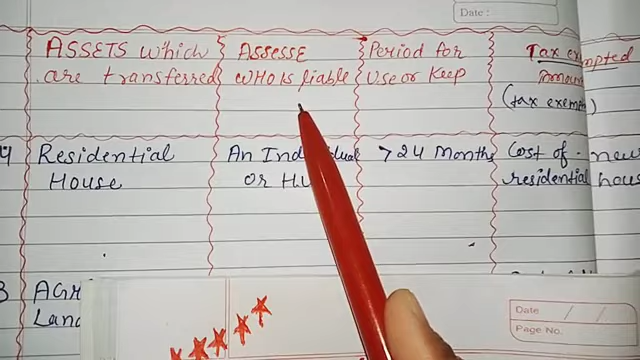 Date :
ASSETS which
are transferred
ASSESSE
WHO is liable
Period for
Use or Keep
Tax exempted
Amount
(tax exempt)
Residential
House
An Individual
or H.U
>24 Months
Cost of new
residential house
AGR
Land
Date / /
Page No.